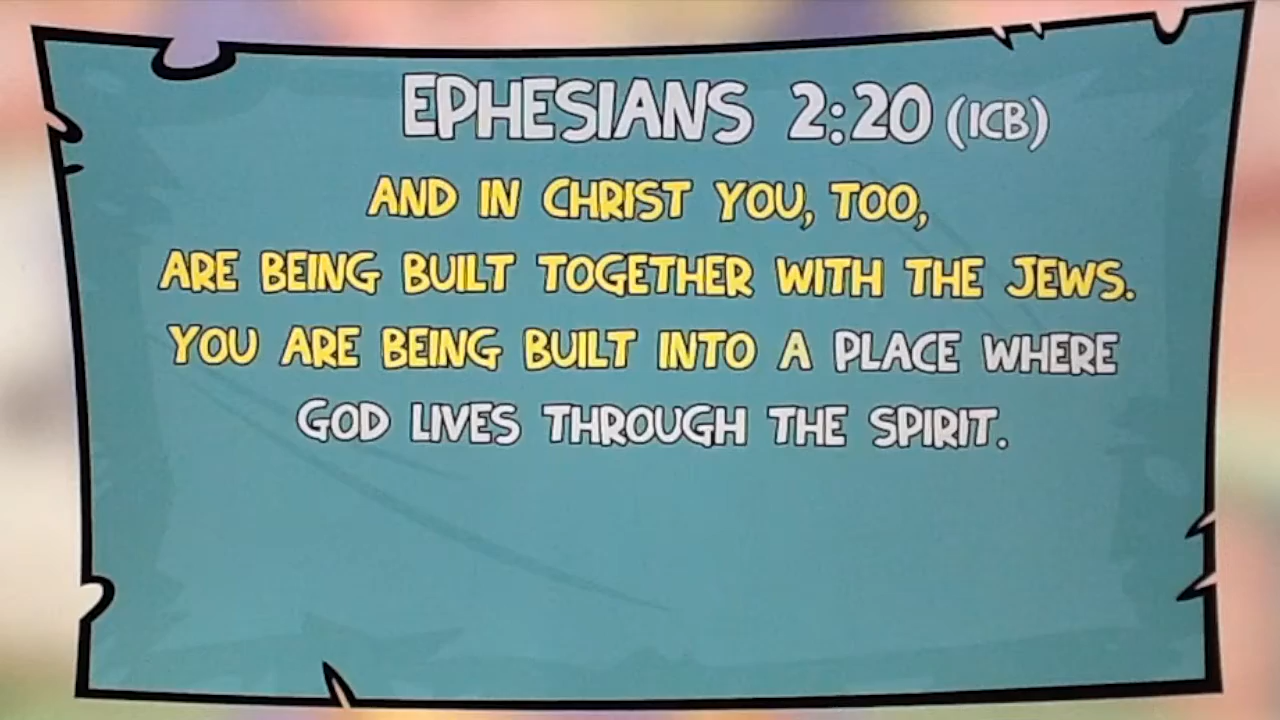 EPHESIANS 2:20 (ICB)
AND IN CHRIST YOU, TOO,
ARE BEING BUILT TOGETHER WITH THE JEWS.
YOU ARE BEING BUILT INTO A PLACE WHERE
GOD LIVES THROUGH THE SPIRIT.